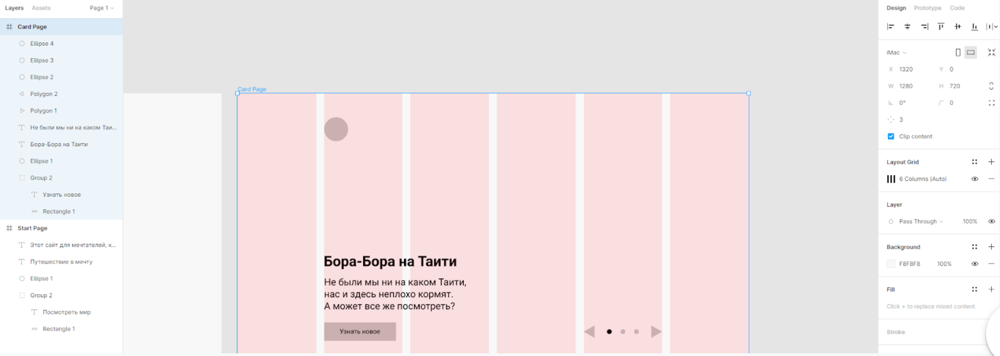 Layers Assets Page 1
Card Page
Ellipse 4
Ellipse 3
Ellipse 2
Polygon 2
Polygon 1
Не были мы ни на каком Таи...
Бора-Бора на Таити
Ellipse 1
Group 2
Узнать новое
Rectangle 1
Start Page
Этот сайт для мечтателей, к...
Путешествие в мечту
Ellipse 1
Group 2
Посмотреть мир
Rectangle 1
Card Page
Бора-Бора на Таити
Не были мы ни на каком Таити,
нас и здесь неплохо кормят.
А может все же посмотреть?
Узнать новое
Design Prototype Code
iMac
X 1320 Y 0
W 1280 H 720
0° 0
3
Clip content
Layout Grid
6 Columns (Auto)
Layer
Pass Through 100%
Background
F8F8F8 100%
Fill
Click + to replace mixed content.
Stroke